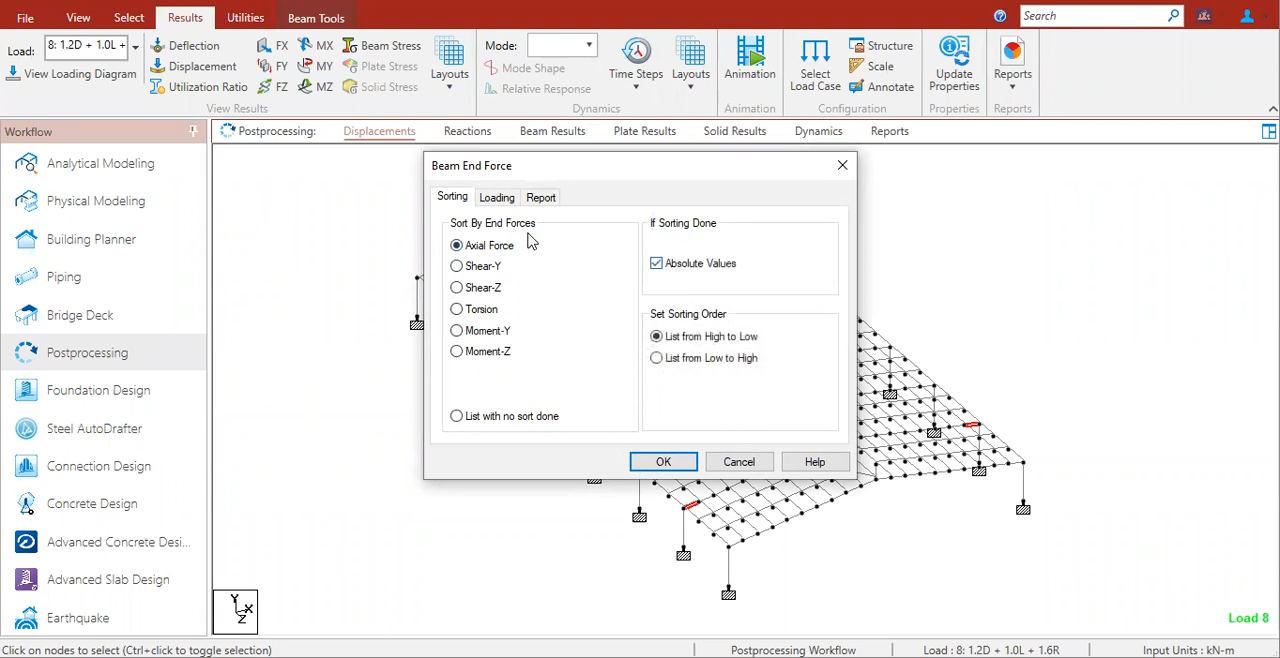 File View Select Results Utilities Beam Tools Search
Load: 8: 1.2D + 1.0L + Deflection FX MX Beam Stress Mode:
View Loading Diagram Displacement FY MY Plate Stress Mode Shape
Utilization Ratio FZ MZ Solid Stress Relative Response
Layouts Time Steps Layouts Animation Select Load Case Structure Scale Annotate Update Properties Reports
View Results Dynamics Animation Configuration Properties Reports
Workflow
Postprocessing: Displacements Reactions Beam Results Plate Results Solid Results Dynamics Reports
Analytical Modeling
Physical Modeling
Building Planner
Piping
Bridge Deck
Postprocessing
Foundation Design
Steel AutoDrafter
Connection Design
Concrete Design
Advanced Concrete Desi...
Advanced Slab Design
Earthquake
Beam End Force
Sorting Loading Report
Sort By End Forces
Axial Force
Shear-Y
Shear-Z
Torsion
Moment-Y
Moment-Z
List with no sort done
If Sorting Done
Absolute Values
Set Sorting Order
List from High to Low
List from Low to High
OK Cancel Help
Y
X
Z
Load 8
Click on nodes to select (Ctrl+click to toggle selection) Postprocessing Workflow Load : 8: 1.2D + 1.0L + 1.6R Input Units : kN-m